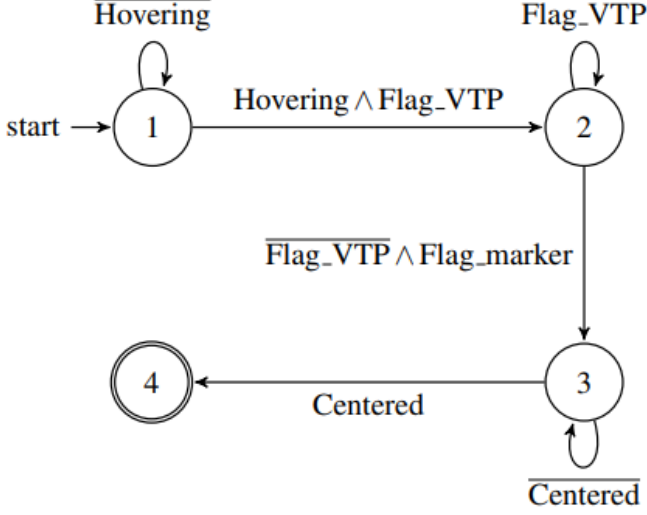 Hovering
Flag_VTP
start
1
Hovering ∧ Flag_VTP
2
Flag_VTP ∧ Flag_marker
4
Centered
3
Centered